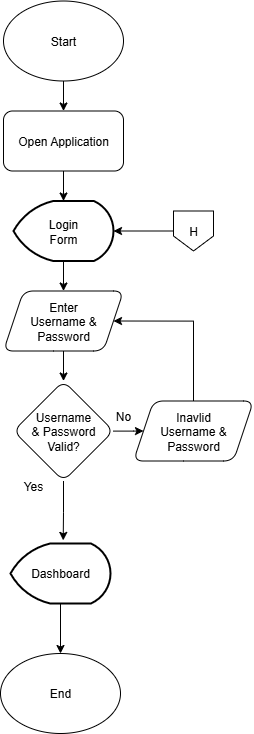 Start
Open Application
Login
Form
H
Enter
Username &
Password
Username
& Password
Valid?
No
Inavlid
Username &
Password
Yes
Dashboard
End